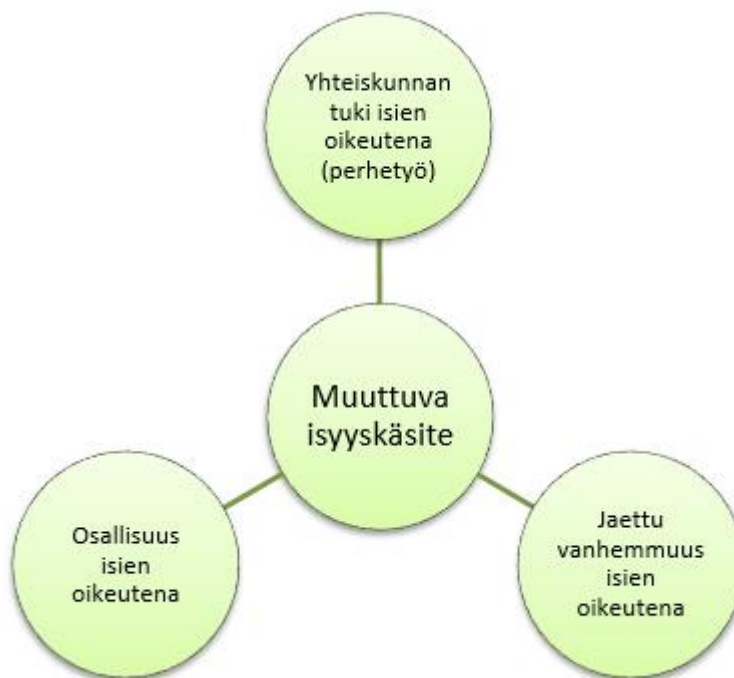 Yhteiskunnan
tuki isien
oikeutena
(perhetyö)
Muuttuva
isyyskäsite
Osallisuus
isien
oikeutena
Jaettu
vanhemmuus
isien
oikeutena